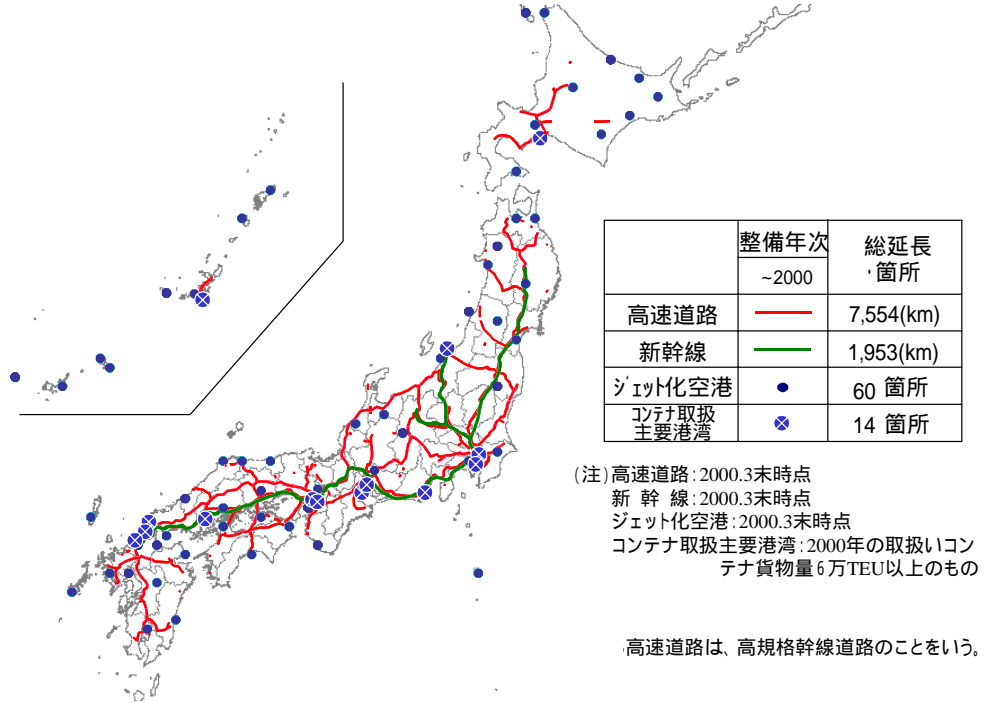 整備年次
総延長
・箇所
~2000
高速道路
7,554(km)
新幹線
1,953(km)
ジェット化空港
60 箇所
コンテナ取扱
主要港湾
14 箇所
(注)高速道路:2000.3末時点
新 幹 線:2000.3末時点
ジェット化空港:2000.3末時点
コンテナ取扱主要港湾:2000年の取扱いコン
テナ貨物量6万TEU以上のもの
高速道路は、高規格幹線道路のことをいう。